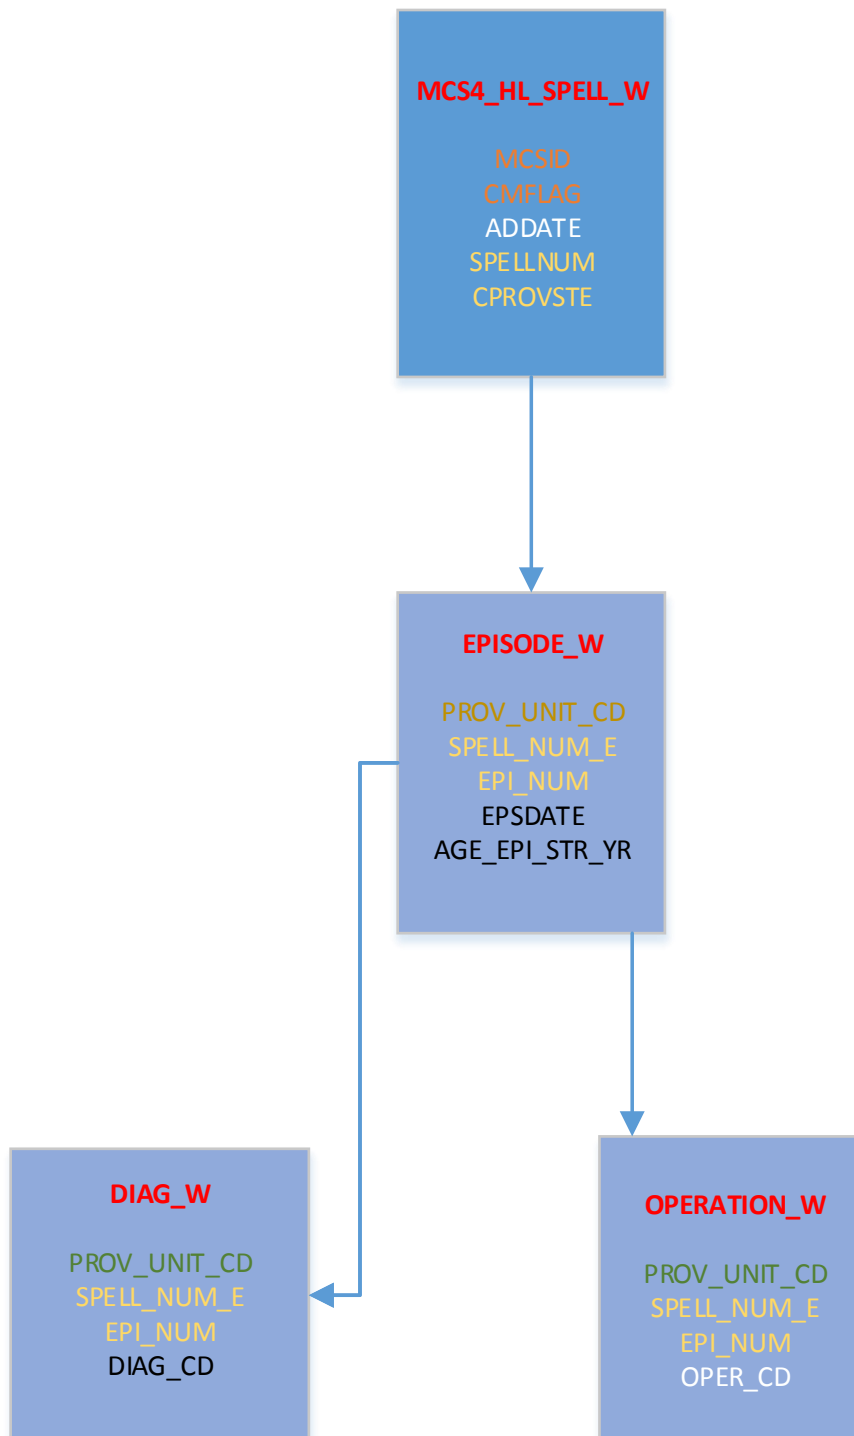 MCS4_HL_SPELL_W
MCSID
CMFLAG
ADDATE
SPELLNUM
CPROVSTE
EPISODE_W
PROV_UNIT_CD
SPELL_NUM_E
EPI_NUM
EPSDATE
AGE_EPI_STR_YR
DIAG_W
PROV_UNIT_CD
SPELL_NUM_E
EPI_NUM
DIAG_CD
OPERATION_W
PROV_UNIT_CD
SPELL_NUM_E
EPI_NUM
OPER_CD